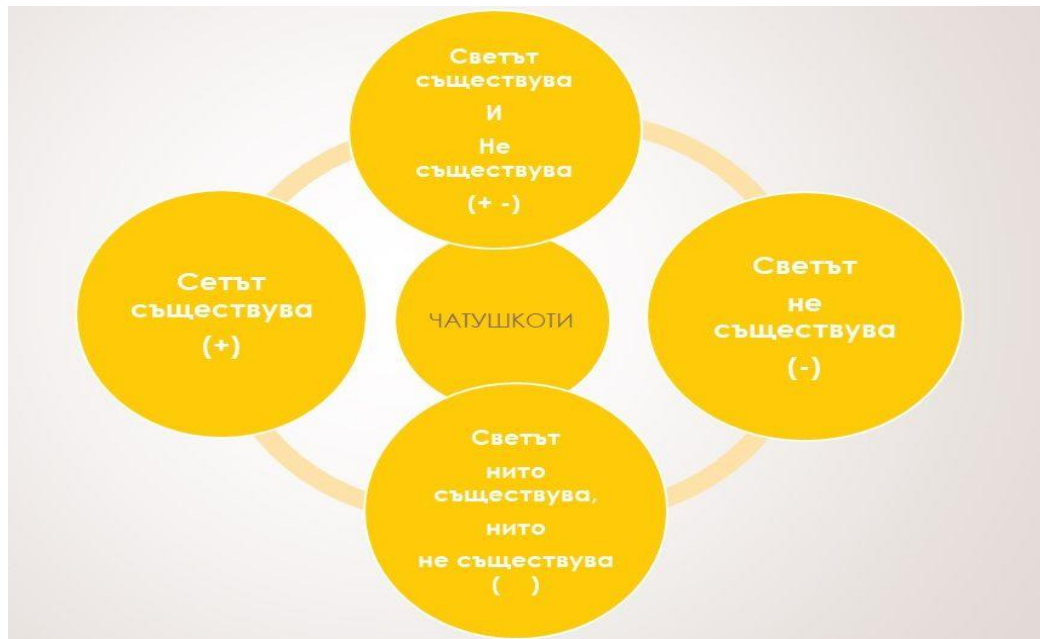 Светът
съществува
И
Не
съществува
(+ -)
Сетът
съществува
(+)
ЧАТУШКОТИ
Светът
не
съществува
(-)
Светът
нито
съществува,
нито
не съществува
(    )